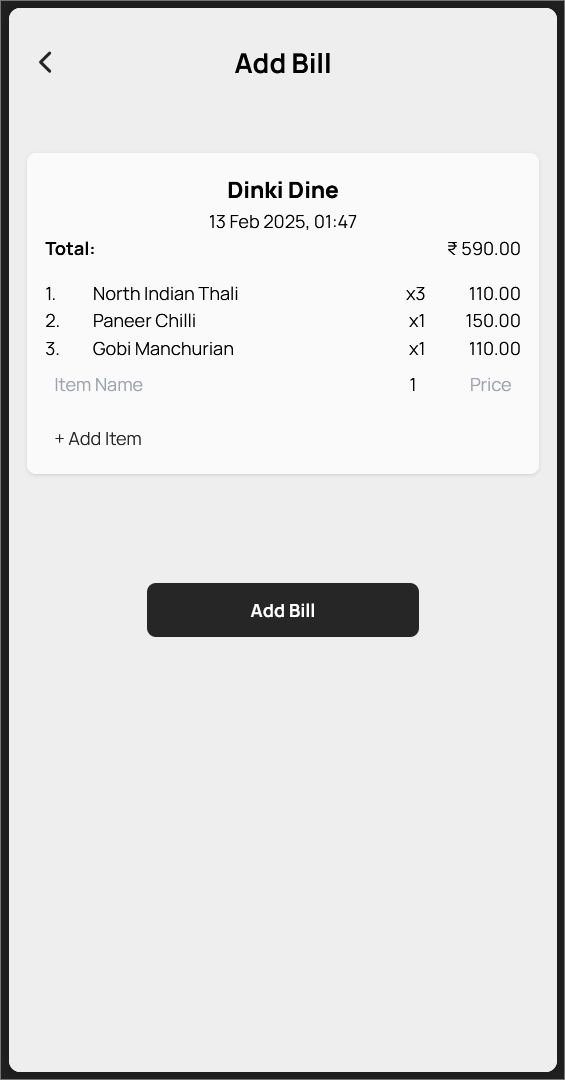 Add Bill
Dinki Dine
13 Feb 2025, 01:47
Total: ₹ 590.00
1. North Indian Thali x3 110.00
2. Paneer Chilli x1 150.00
3. Gobi Manchurian x1 110.00
Item Name 1 Price
+ Add Item
Add Bill